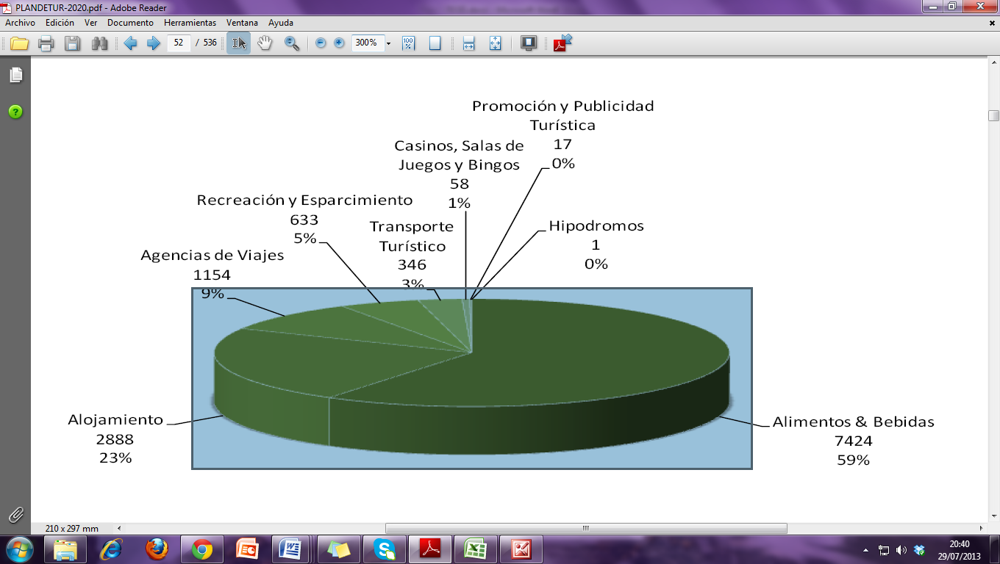 PLANDETUR-2020.pdf - Adobe Reader
Archivo Edición Ver Documento Herramientas Ventana Ayuda
52 / 536 300%
Promoción y Publicidad
Turística
17
0%
Casinos, Salas de
Juegos y Bingos
58
1%
Recreación y Esparcimiento
633
5%
Transporte
Turístico
346
3%
Hipodromos
1
0%
Agencias de Viajes
1154
9%
Alojamiento
2888
23%
Alimentos & Bebidas
7424
59%
210 x 297 mm
20:40
29/07/2013